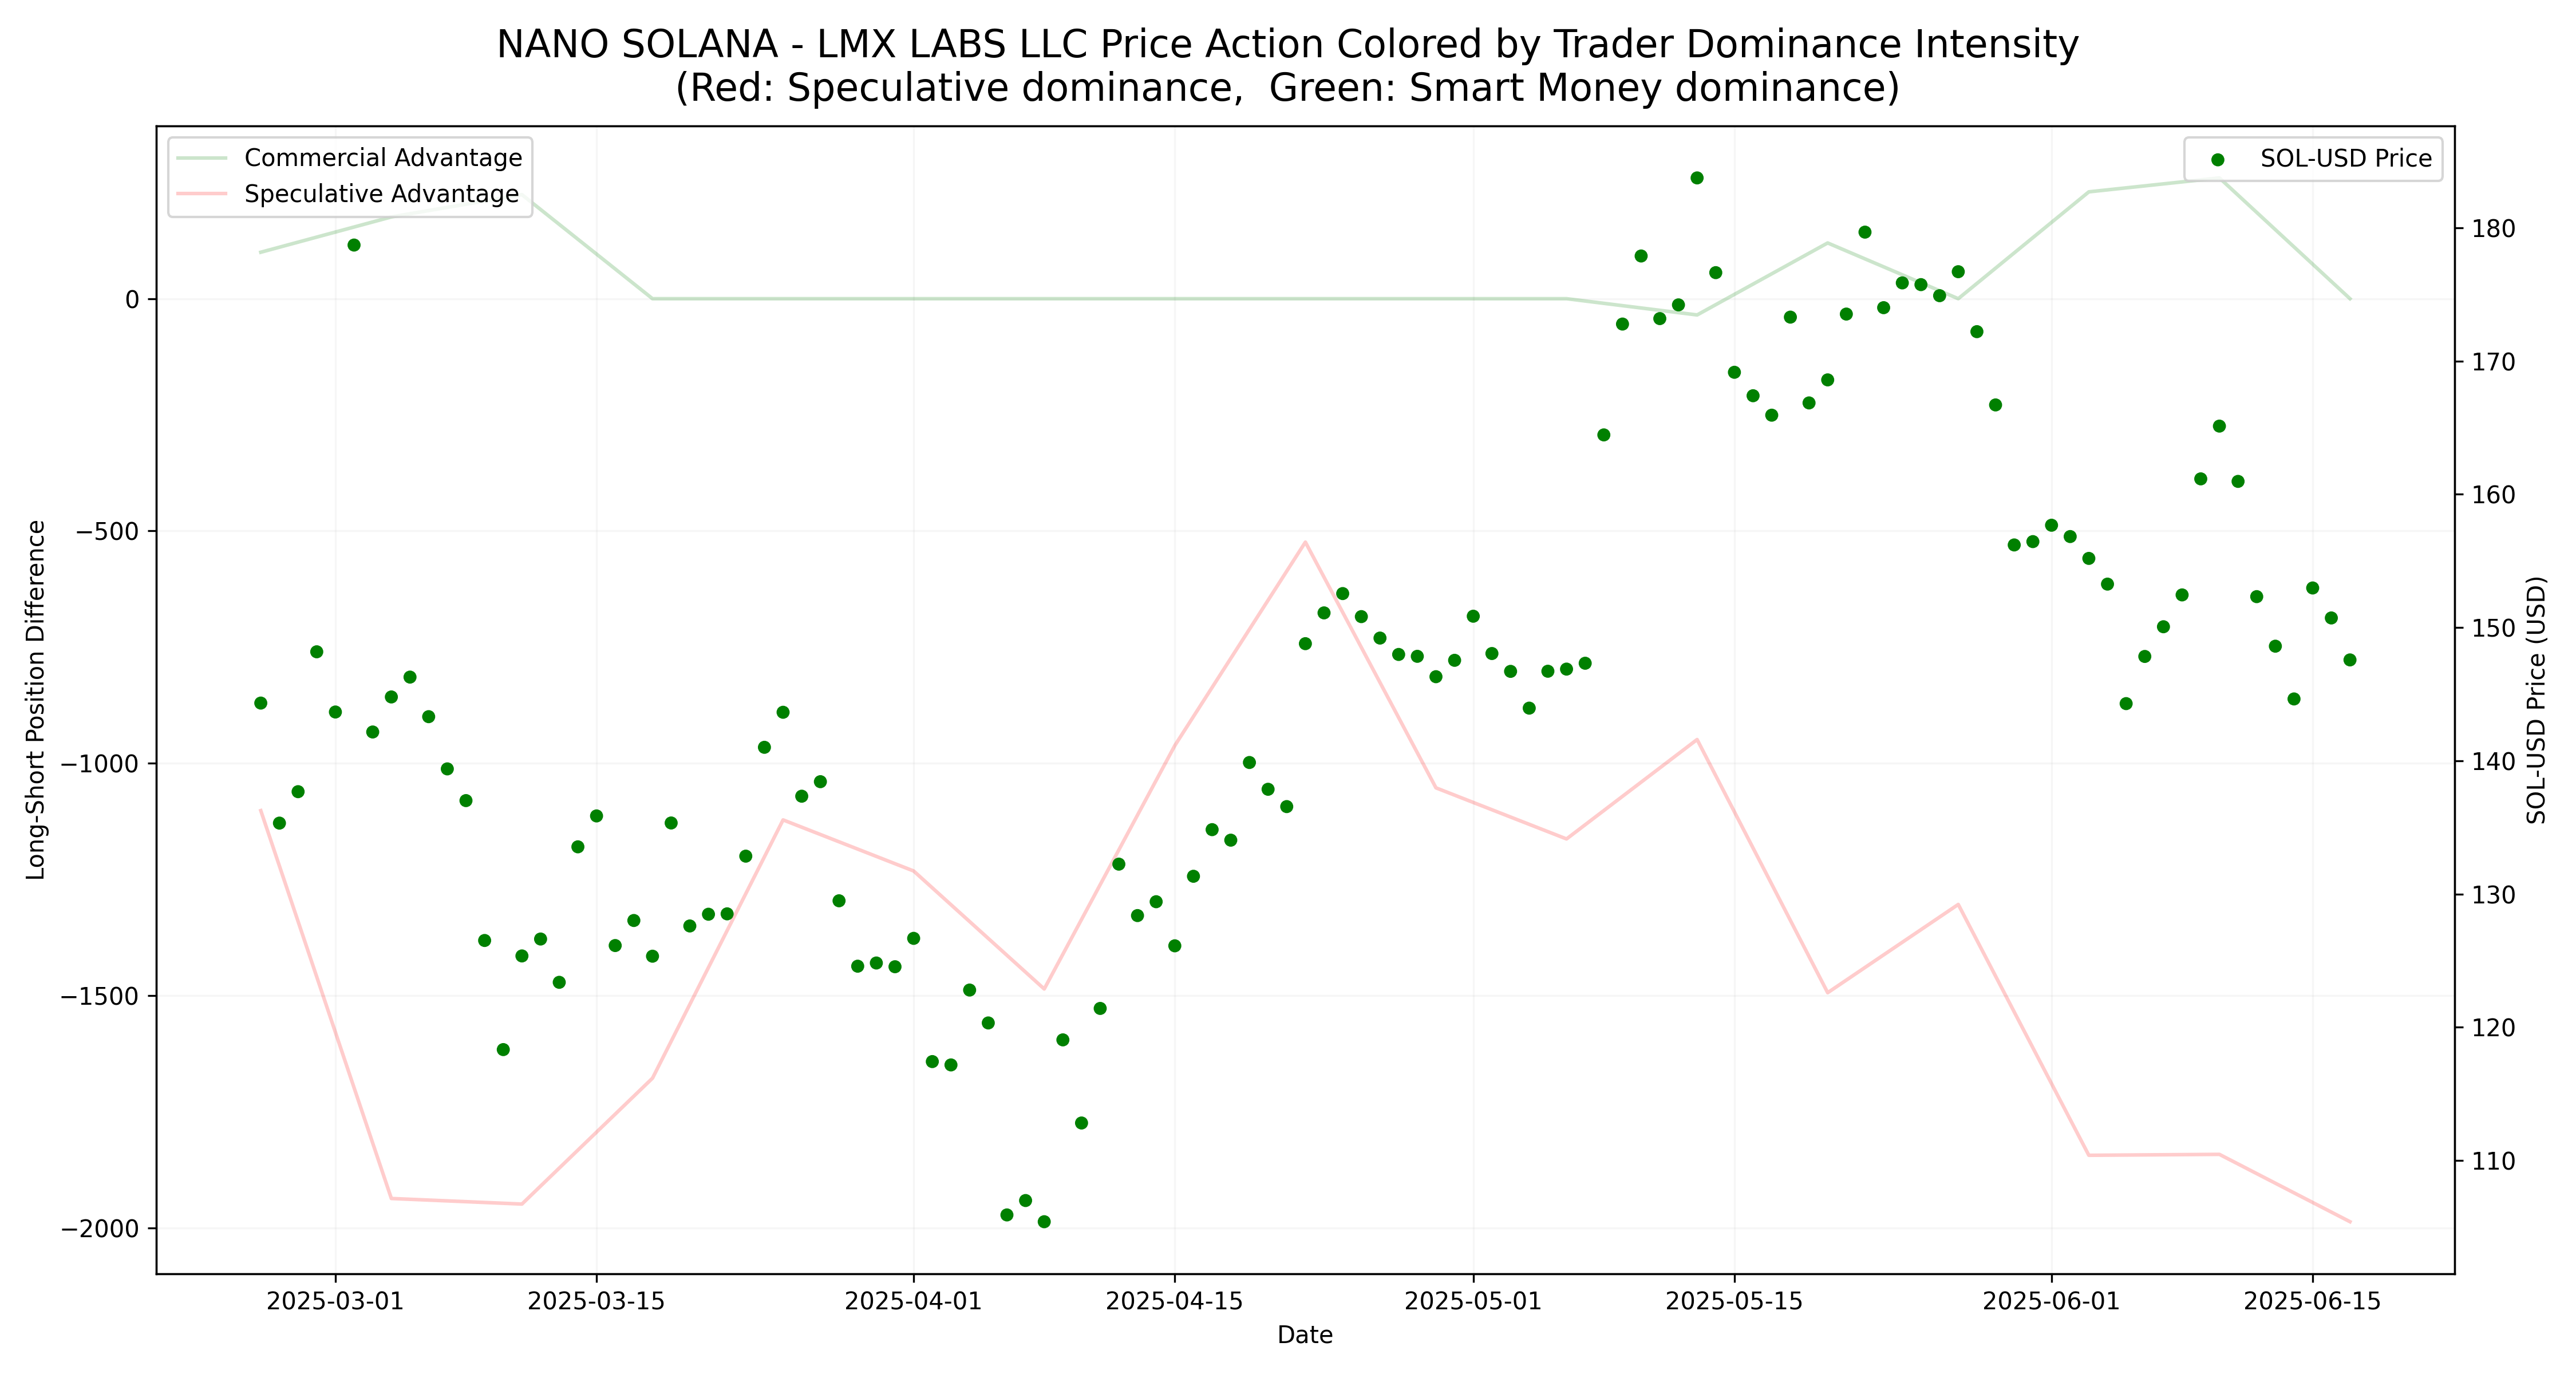 NANO SOLANA - LMX LABS LLC Price Action Colored by Trader Dominance Intensity
(Red: Speculative dominance,  Green: Smart Money dominance)
Commercial Advantage
Speculative Advantage
SOL-USD Price
Long-Short Position Difference
0
−500
−1000
−1500
−2000
180
170
160
150
140
130
120
110
SOL-USD Price (USD)
2025-03-01
2025-03-15
2025-04-01
2025-04-15
2025-05-01
2025-05-15
2025-06-01
2025-06-15
Date